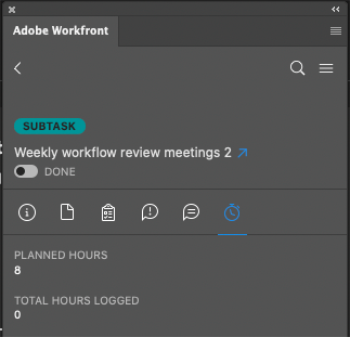 Adobe Workfront
SUBTASK
Weekly workflow review meetings 2
DONE
PLANNED HOURS
8
TOTAL HOURS LOGGED
0